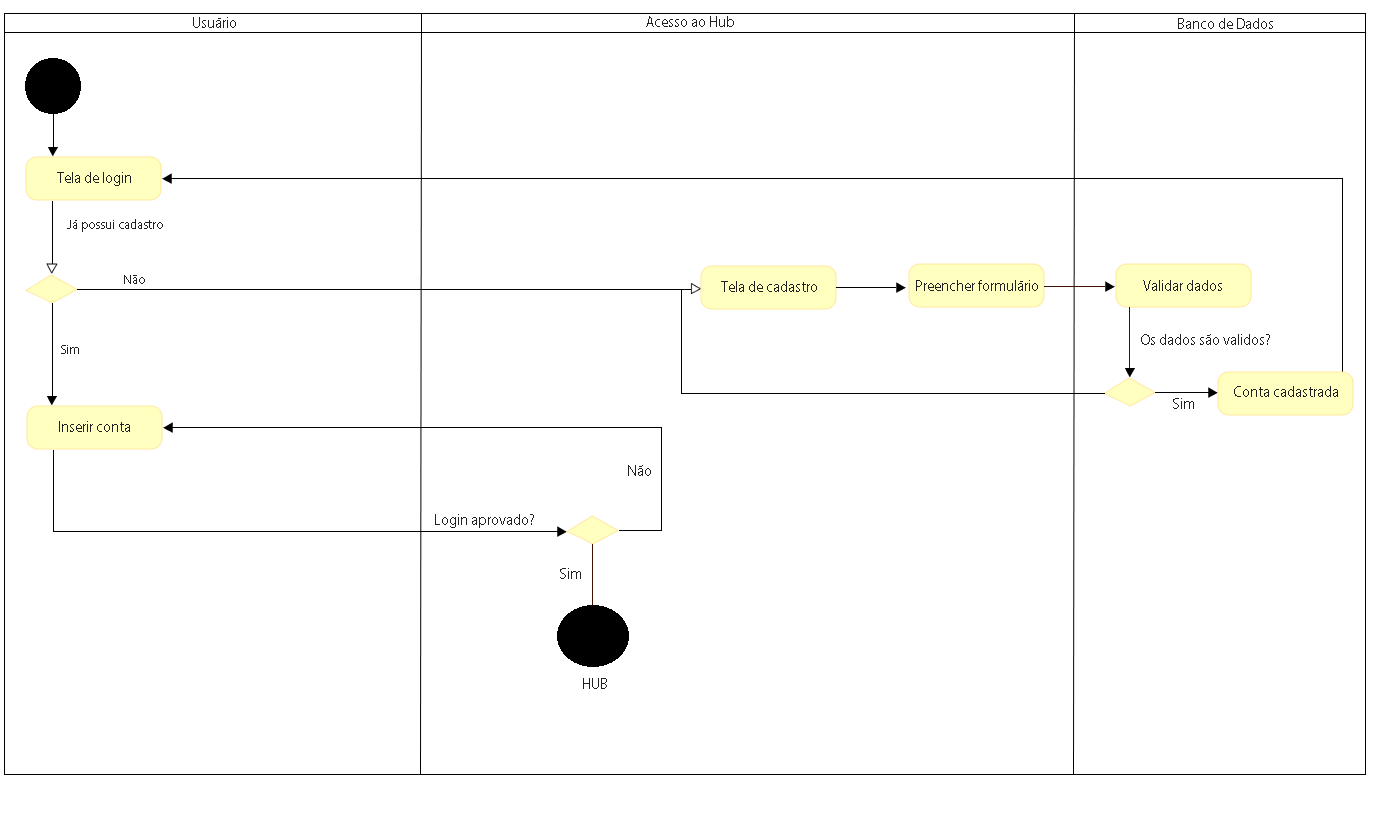 Usuário
Acesso ao Hub
Banco de Dados
Tela de login
Já possui cadastro
Não
Tela de cadastro
Preencher formulário
Validar dados
Sim
Os dados são validos?
Conta cadastrada
Sim
Inserir conta
Não
Login aprovado?
Sim
HUB